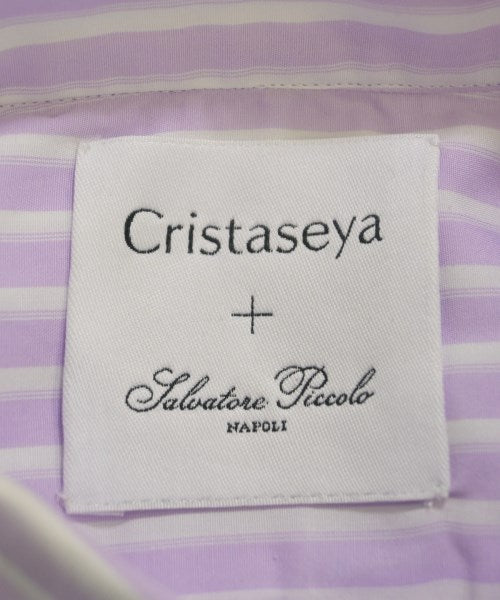 Cristaseya
+
Salvatore Piccolo
NAPOLI